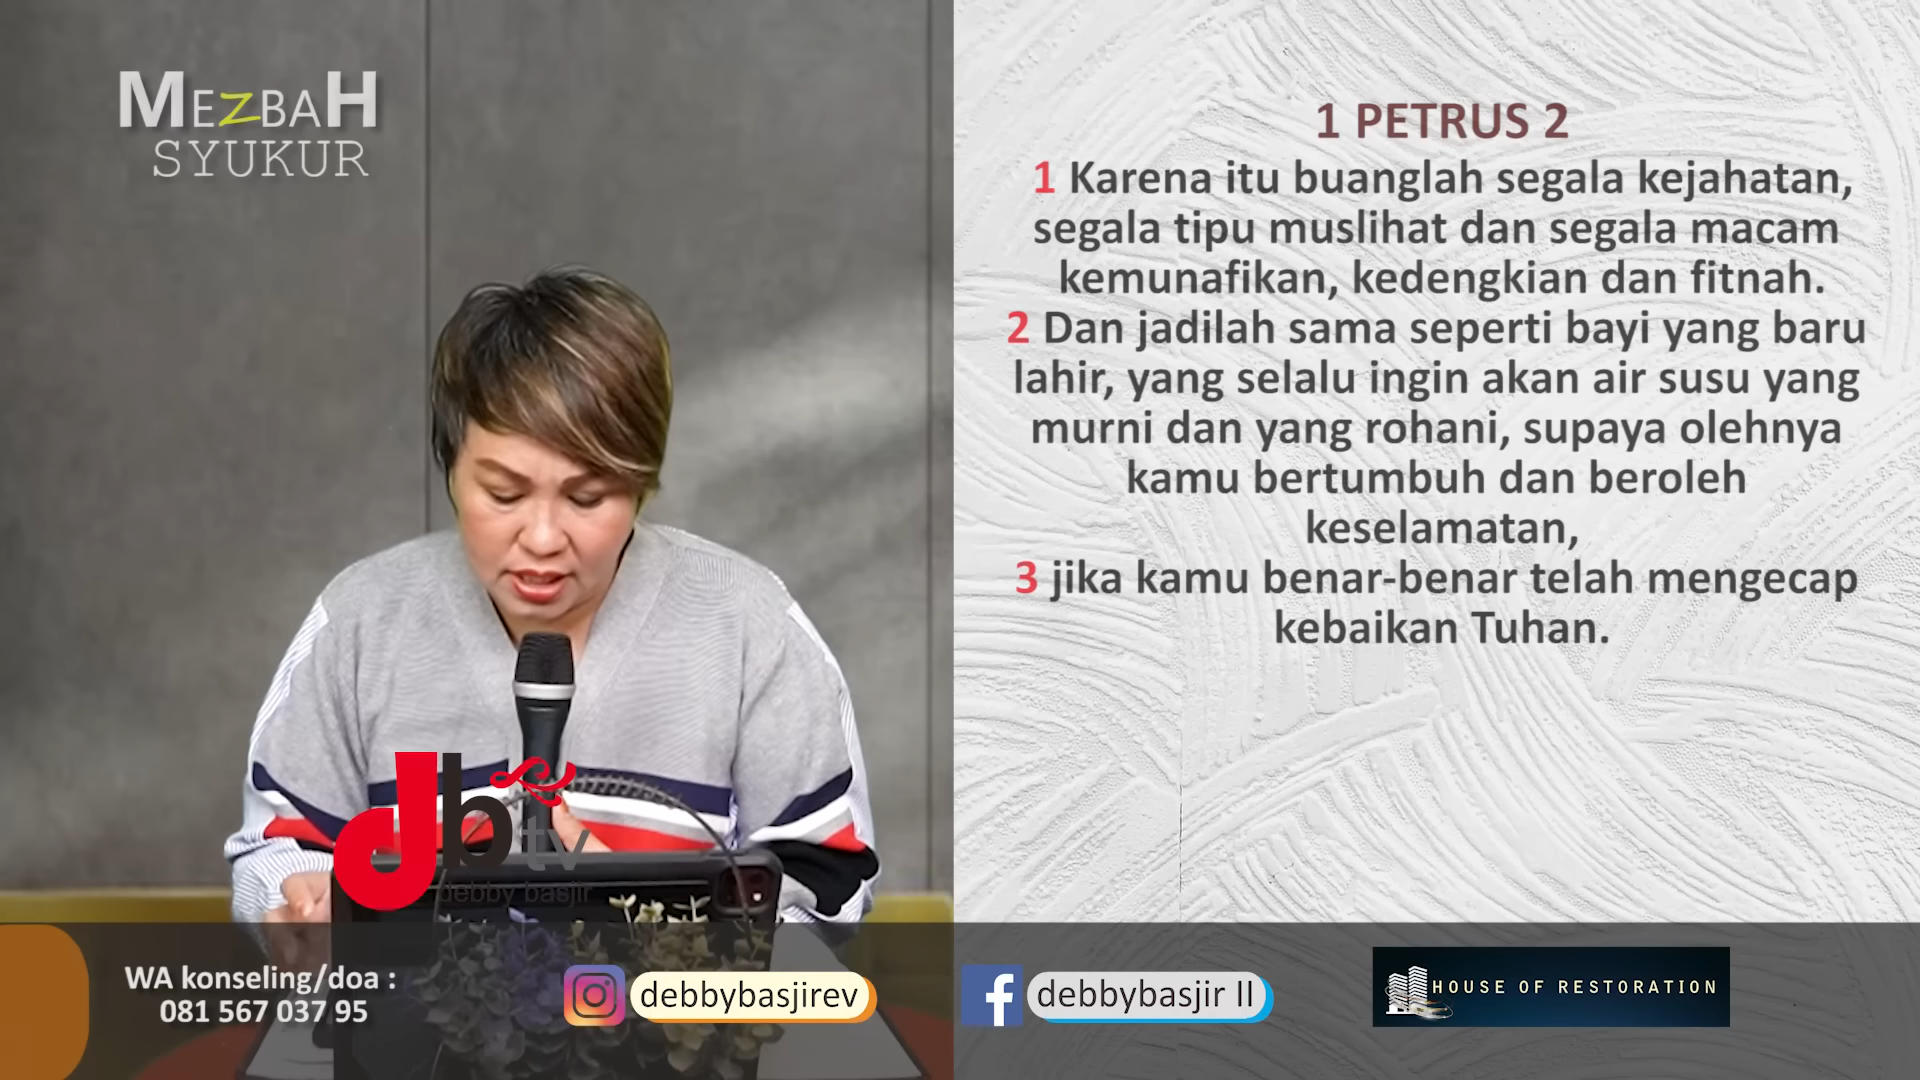 MEZBAH
SYUKUR
1 PETRUS 2
1 Karena itu buanglah segala kejahatan,
segala tipu muslihat dan segala macam
kemunafikan, kedengkian dan fitnah.
2 Dan jadilah sama seperti bayi yang baru
lahir, yang selalu ingin akan air susu yang
murni dan yang rohani, supaya olehnya
kamu bertumbuh dan beroleh
keselamatan,
3 jika kamu benar-benar telah mengecap
kebaikan Tuhan.
db tv
debby basjir
WA konseling/doa :
081 567 037 95
debbybasjirev
debbybasjir II
HOUSE OF RESTORATION